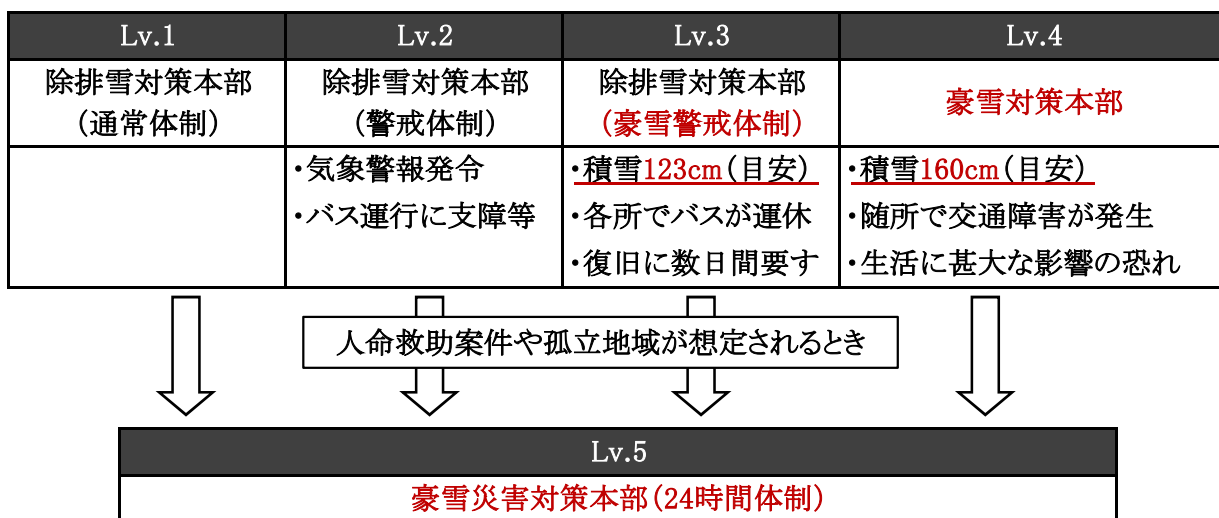 Lv.1
Lv.2
Lv.3
Lv.4
除排雪対策本部
(通常体制)
除排雪対策本部
(警戒体制)
除排雪対策本部
(豪雪警戒体制)
豪雪対策本部
・気象警報発令
・バス運行に支障等
・積雪123cm(目安)
・各所でバスが運休
・復旧に数日間要す
・積雪160cm(目安)
・随所で交通障害が発生
・生活に甚大な影響の恐れ
人命救助案件や孤立地域が想定されるとき
Lv.5
豪雪災害対策本部(24時間体制)